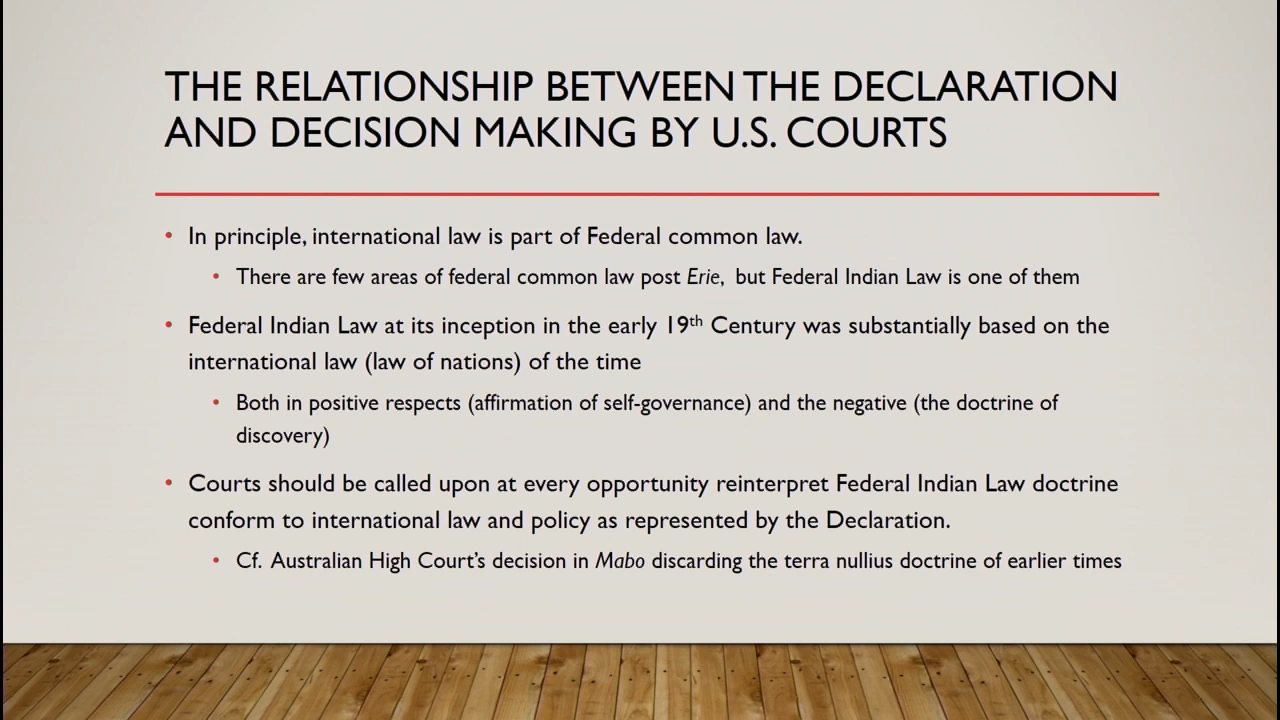 THE RELATIONSHIP BETWEEN THE DECLARATION
AND DECISION MAKING BY U.S. COURTS
• In principle, international law is part of Federal common law.
• There are few areas of federal common law post Erie, but Federal Indian Law is one of them
• Federal Indian Law at its inception in the early 19th Century was substantially based on the
international law (law of nations) of the time
• Both in positive respects (affirmation of self-governance) and the negative (the doctrine of
discovery)
• Courts should be called upon at every opportunity reinterpret Federal Indian Law doctrine
conform to international law and policy as represented by the Declaration.
• Cf. Australian High Court's decision in Mabo discarding the terra nullius doctrine of earlier times